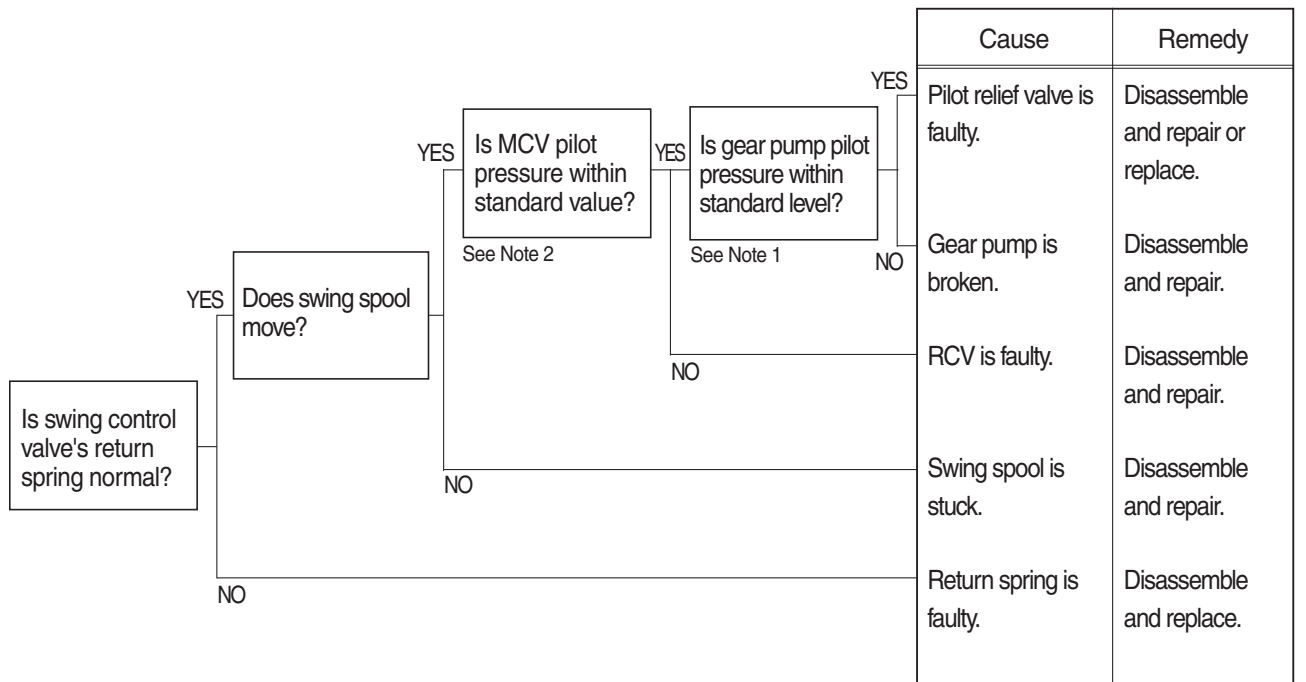 Cause
Remedy
YES
Pilot relief valve is
faulty.
Disassemble
and repair or
replace.
YES
Is MCV pilot
pressure within
standard value?
See Note 2
YES
Is gear pump pilot
pressure within
standard level?
See Note 1
NO
Gear pump is
broken.
Disassemble
and repair.
YES
Does swing spool
move?
NO
RCV is faulty.
Disassemble
and repair.
Is swing control
valve's return
spring normal?
NO
Swing spool is
stuck.
Disassemble
and repair.
NO
Return spring is
faulty.
Disassemble
and replace.